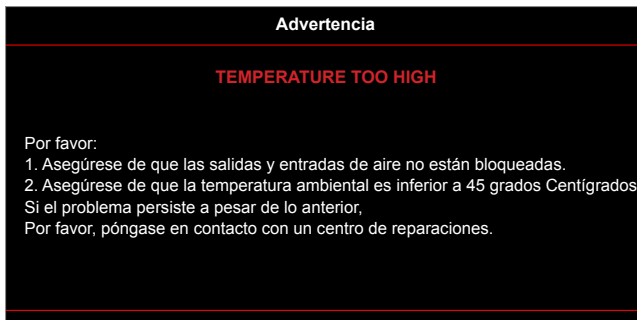 Advertencia
TEMPERATURE TOO HIGH
Por favor:
1. Asegúrese de que las salidas y entradas de aire no están bloqueadas.
2. Asegúrese de que la temperatura ambiental es inferior a 45 grados Centígrados
Si el problema persiste a pesar de lo anterior,
Por favor, póngase en contacto con un centro de reparaciones.